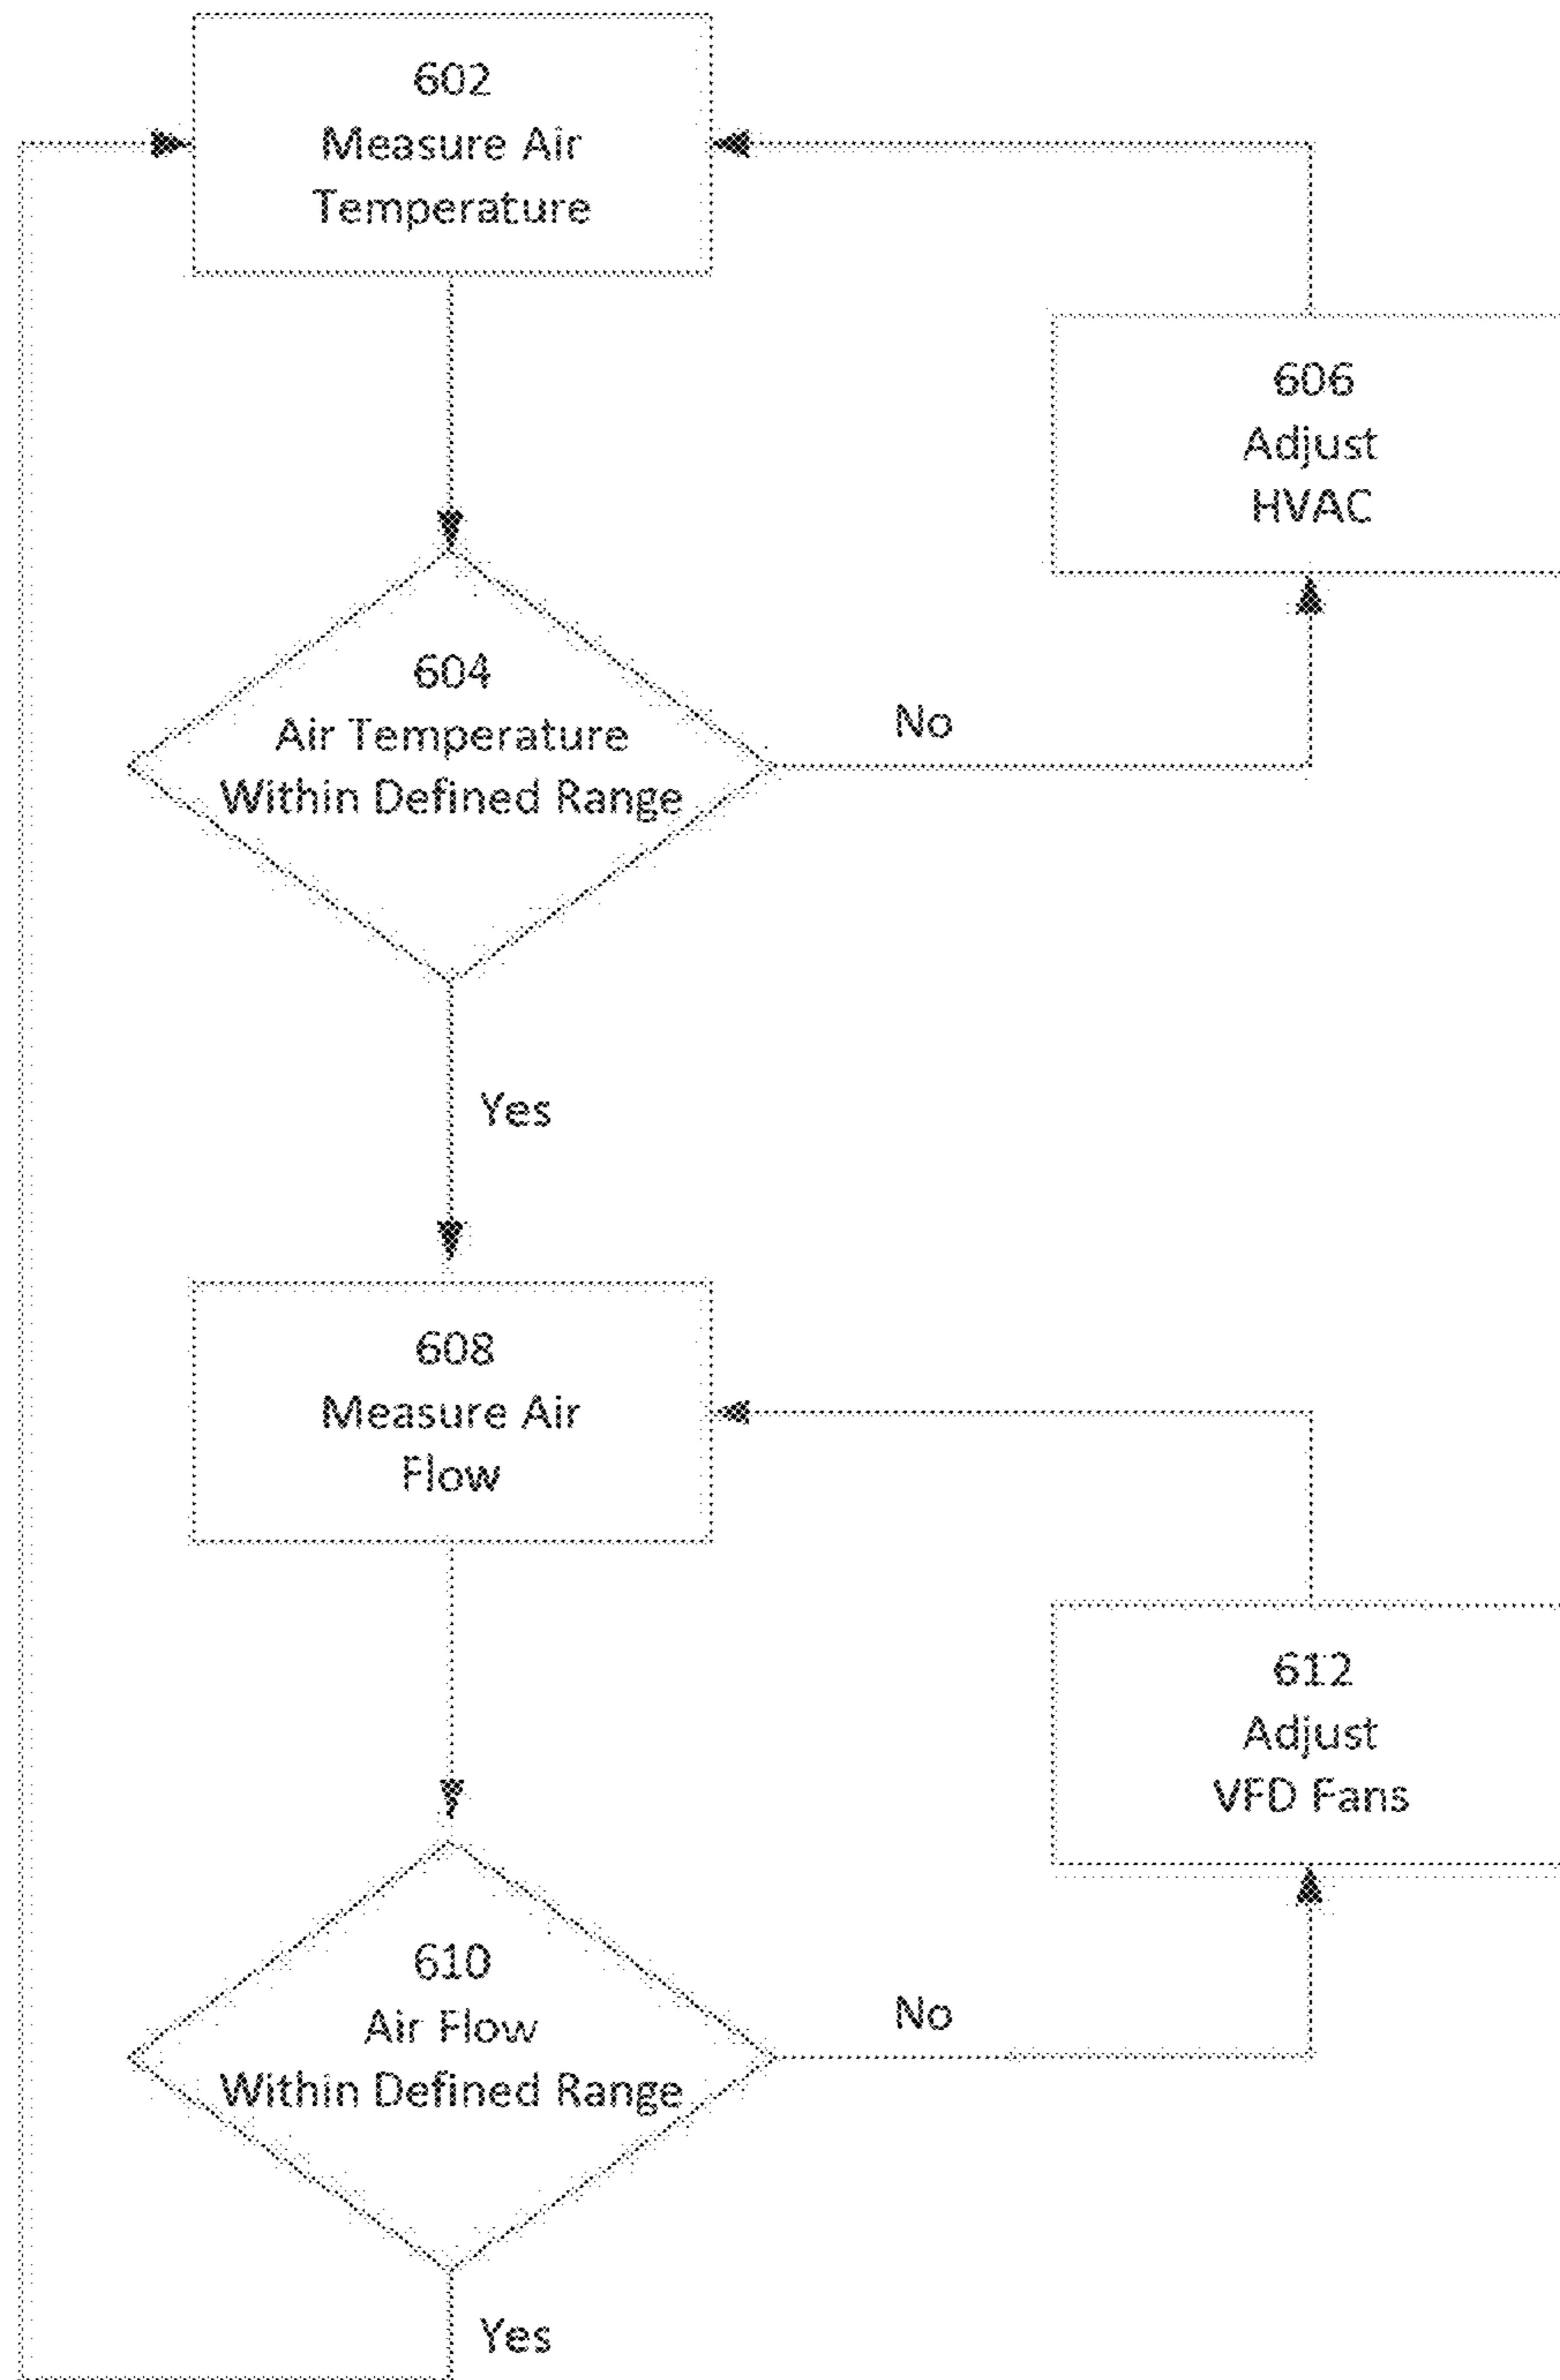 602
Measure Air
Temperature
606
Adjust
HVAC
604
Air Temperature
Within Defined Range
No
Yes
608
Measure Air
Flow
612
Adjust
VFD Fans
610
Air Flow
Within Defined Range
No
Yes